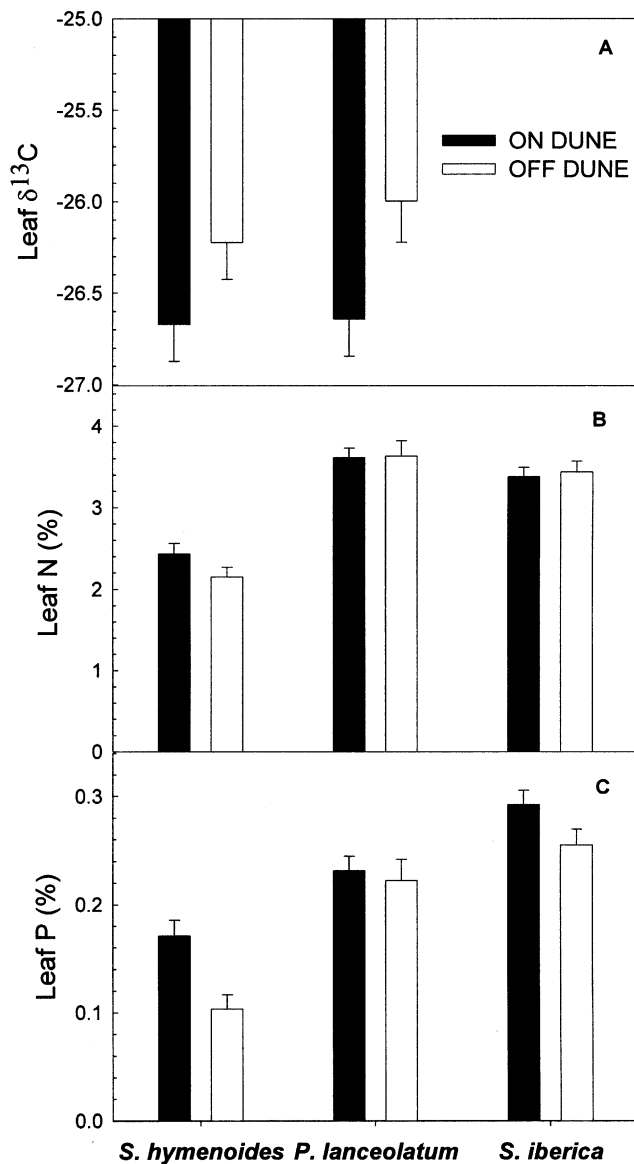 -25.0
A
-25.5
ON DUNE
OFF DUNE
Leaf δ13C
-26.0
-26.5
-27.0
B
4
3
Leaf N (%)
2
1
0
C
0.3
Leaf P (%)
0.2
0.1
0.0
S. hymenoides P. lanceolatum S. iberica